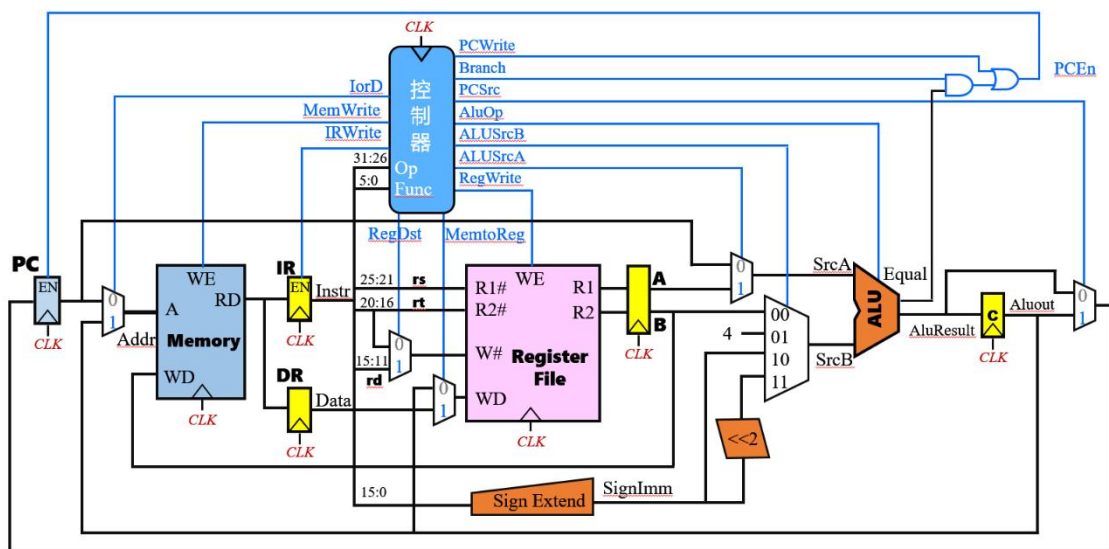 CLK
PCWrite
Branch
PCEn
PCSrc
IorD
AluOp
MemWrite
控制器
ALUSrcB
IRWrite
ALUSrcA
31:26
Op
RegWrite
5:0
Func
RegDst
MemtoReg
PC
EN
CLK
0
1
Addr
A
WE
RD
Memory
WD
CLK
IR
EN
Instr
CLK
DR
Data
CLK
25:21
rs
20:16
rt
15:11
rd
0
1
0
1
WE
R1#
R1
R2#
R2
W#
Register
File
WD
CLK
A
B
CLK
0
1
SrcA
Equal
4
00
01
10
11
SrcB
ALU
AluResult
C
CLK
Aluout
0
1
<<2
15:0
Sign Extend
SignImm